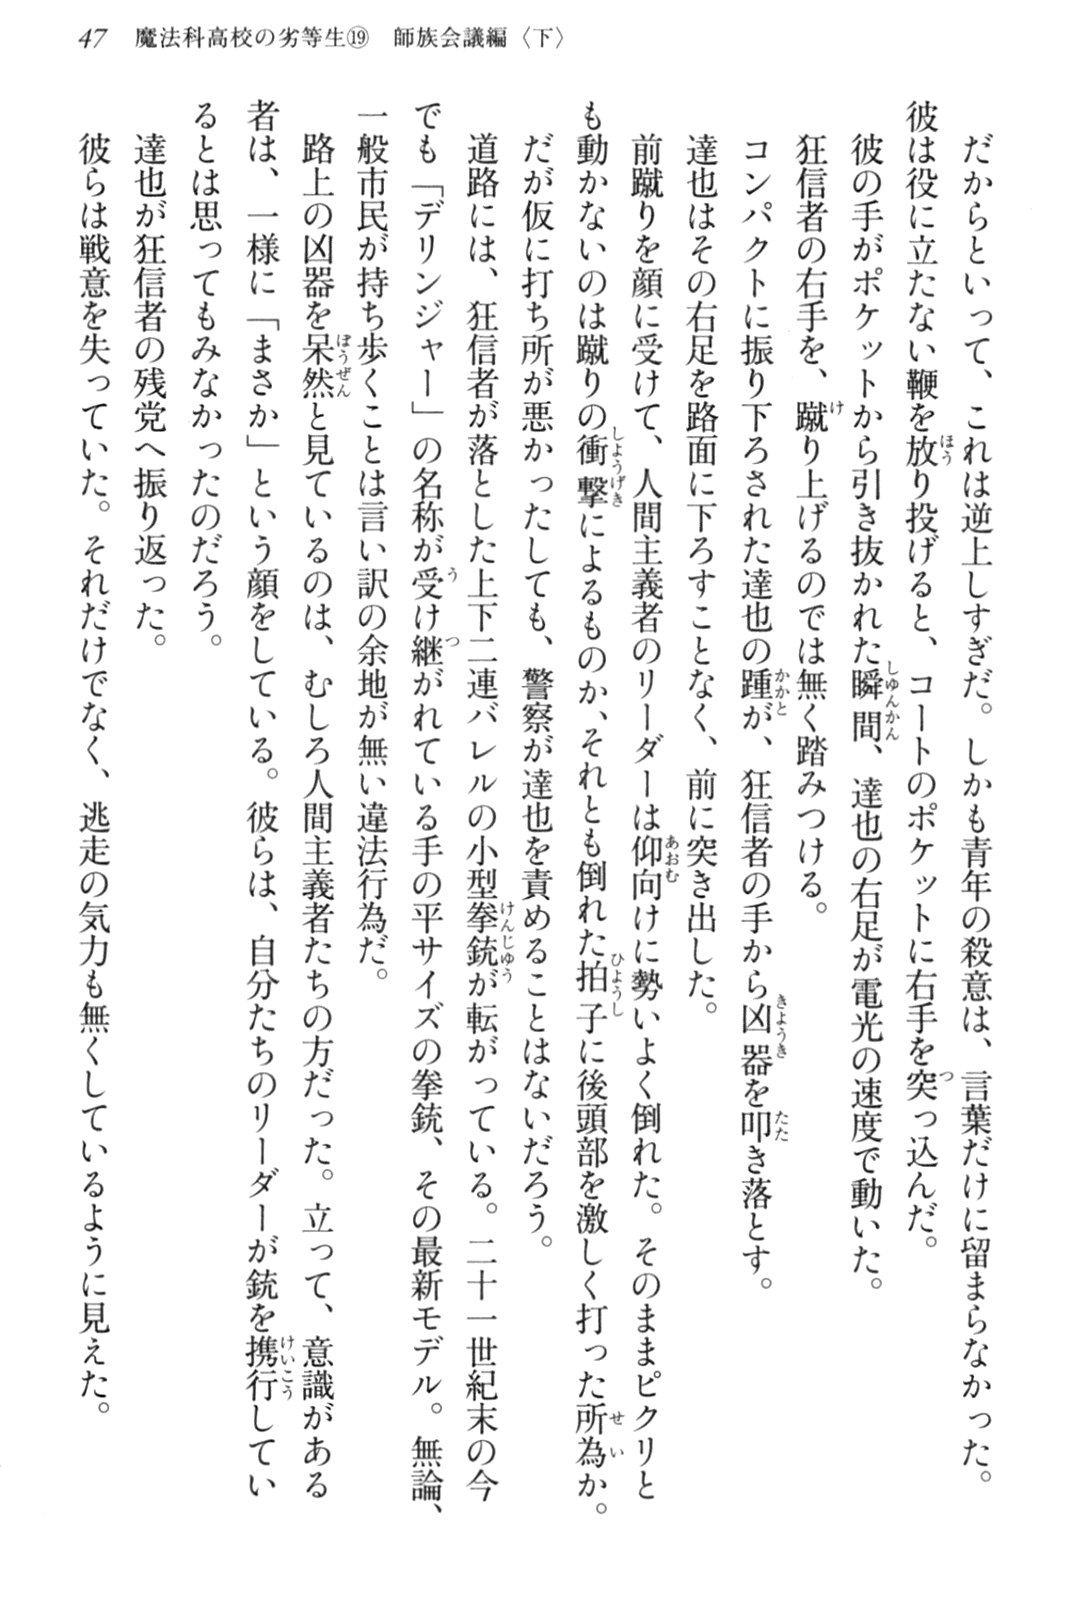 47　魔法科高校の劣等生⑲　師族会議編〈下〉
　だからといって、これは逆上しすぎだ。しかも青年の殺意は、言葉だけに留まらなかった。
彼は役に立たない鞭を放り投げると、コートのポケットに右手を突っ込んだ。
　彼の手がポケットから引き抜かれた瞬間、達也の右足が電光の速度で動いた。
　狂信者の右手を、蹴り上げるのでは無く踏みつける。
　コンパクトに振り下ろされた達也の踵が、狂信者の手から凶器を叩き落とす。
　達也はその右足を路面に下ろすことなく、前に突き出した。
　前蹴りを顔に受けて、人間主義者のリーダーは仰向けに勢いよく倒れた。そのままピクリと
も動かないのは蹴りの衝撃によるものか、それとも倒れた拍子に後頭部を激しく打った所為か。
　だが仮に打ち所が悪かったしても、警察が達也を責めることはないだろう。
　道路には、狂信者が落とした上下二連バレルの小型拳銃が転がっている。二十一世紀末の今
でも「デリンジャー」の名称が受け継がれている手の平サイズの拳銃、その最新モデル。無論、
一般市民が持ち歩くことは言い訳の余地が無い違法行為だ。
　路上の凶器を呆然と見ているのは、むしろ人間主義者たちの方だった。立って、意識がある
者は、一様に「まさか」という顔をしている。彼らは、自分たちのリーダーが銃を携行してい
るとは思ってもみなかったのだろう。
　達也が狂信者の残党へ振り返った。
　彼らは戦意を失っていた。それだけでなく、逃走の気力も無くしているように見えた。